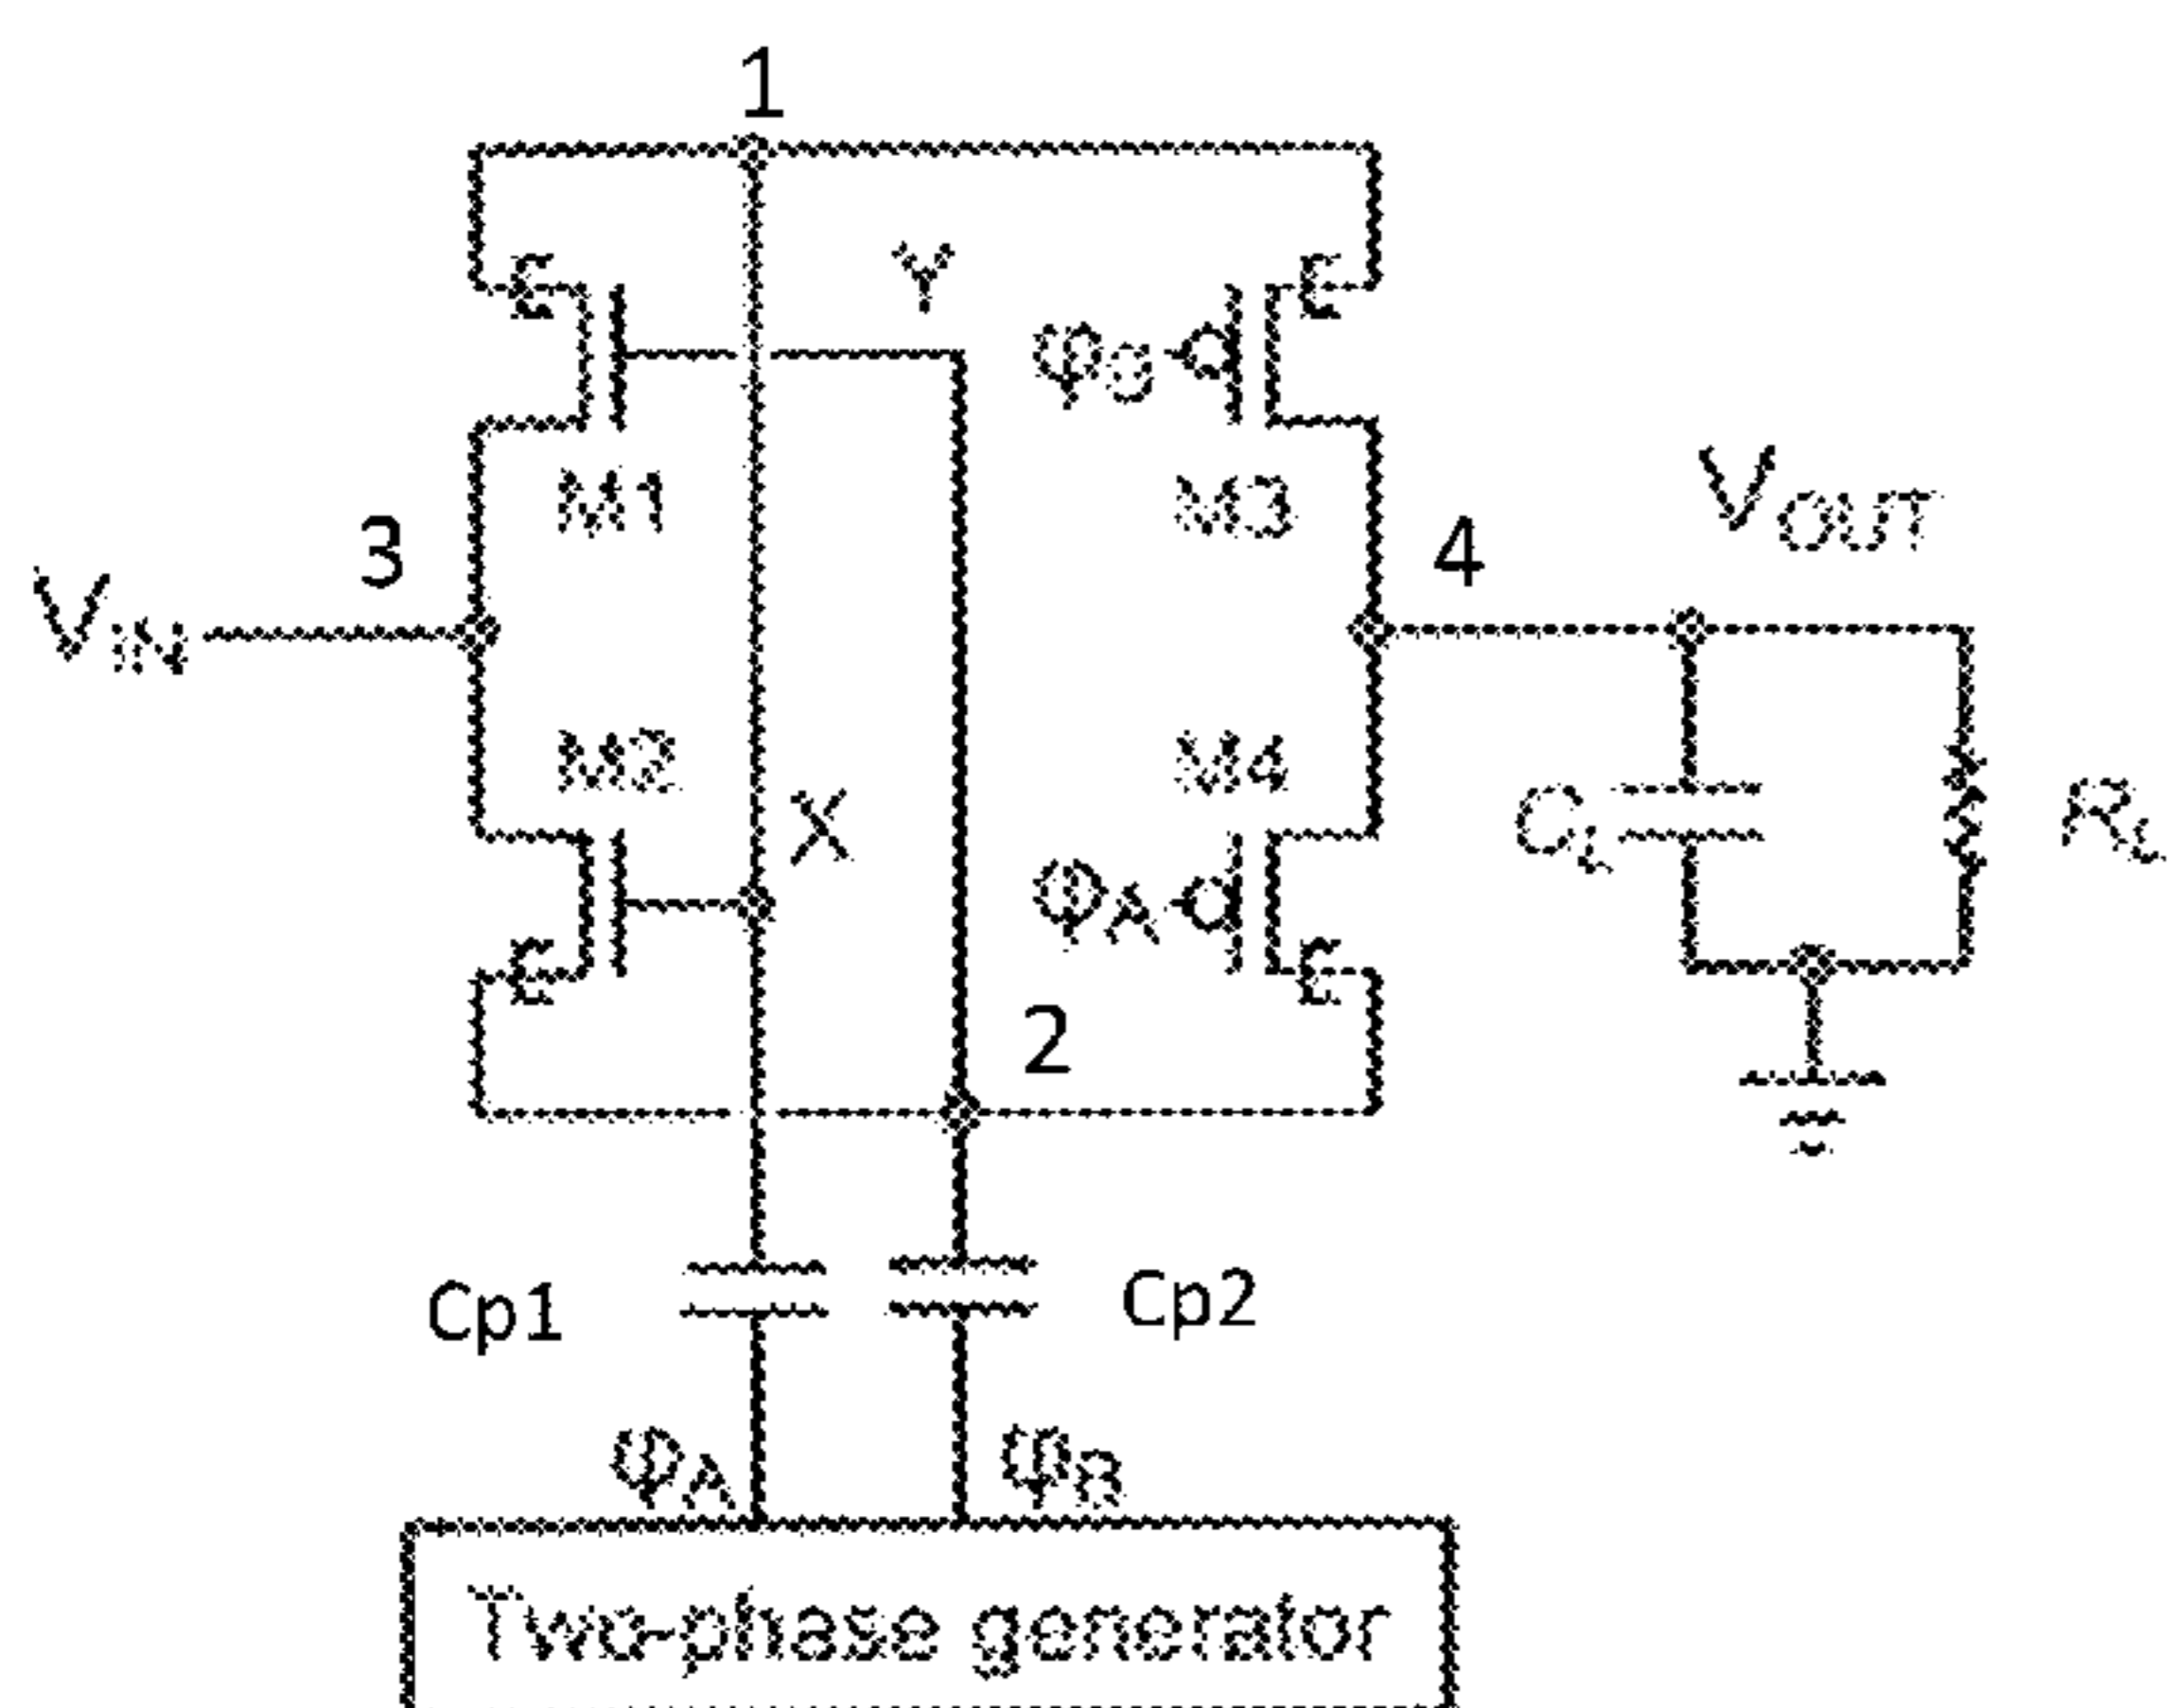 1
Y
φB
M1
M3
VOUT
3
4
VIN
M2
M4
X
CL
RL
φA
2
Cp1
Cp2
φA
φB
Two-phase generator